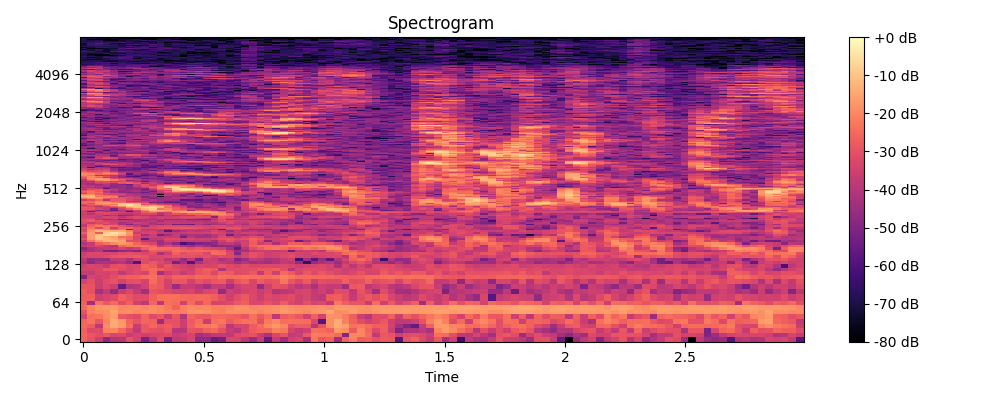 Spectrogram
Hz
4096
2048
1024
512
256
128
64
0
0
0.5
1
1.5
2
2.5
Time
+0 dB
-10 dB
-20 dB
-30 dB
-40 dB
-50 dB
-60 dB
-70 dB
-80 dB